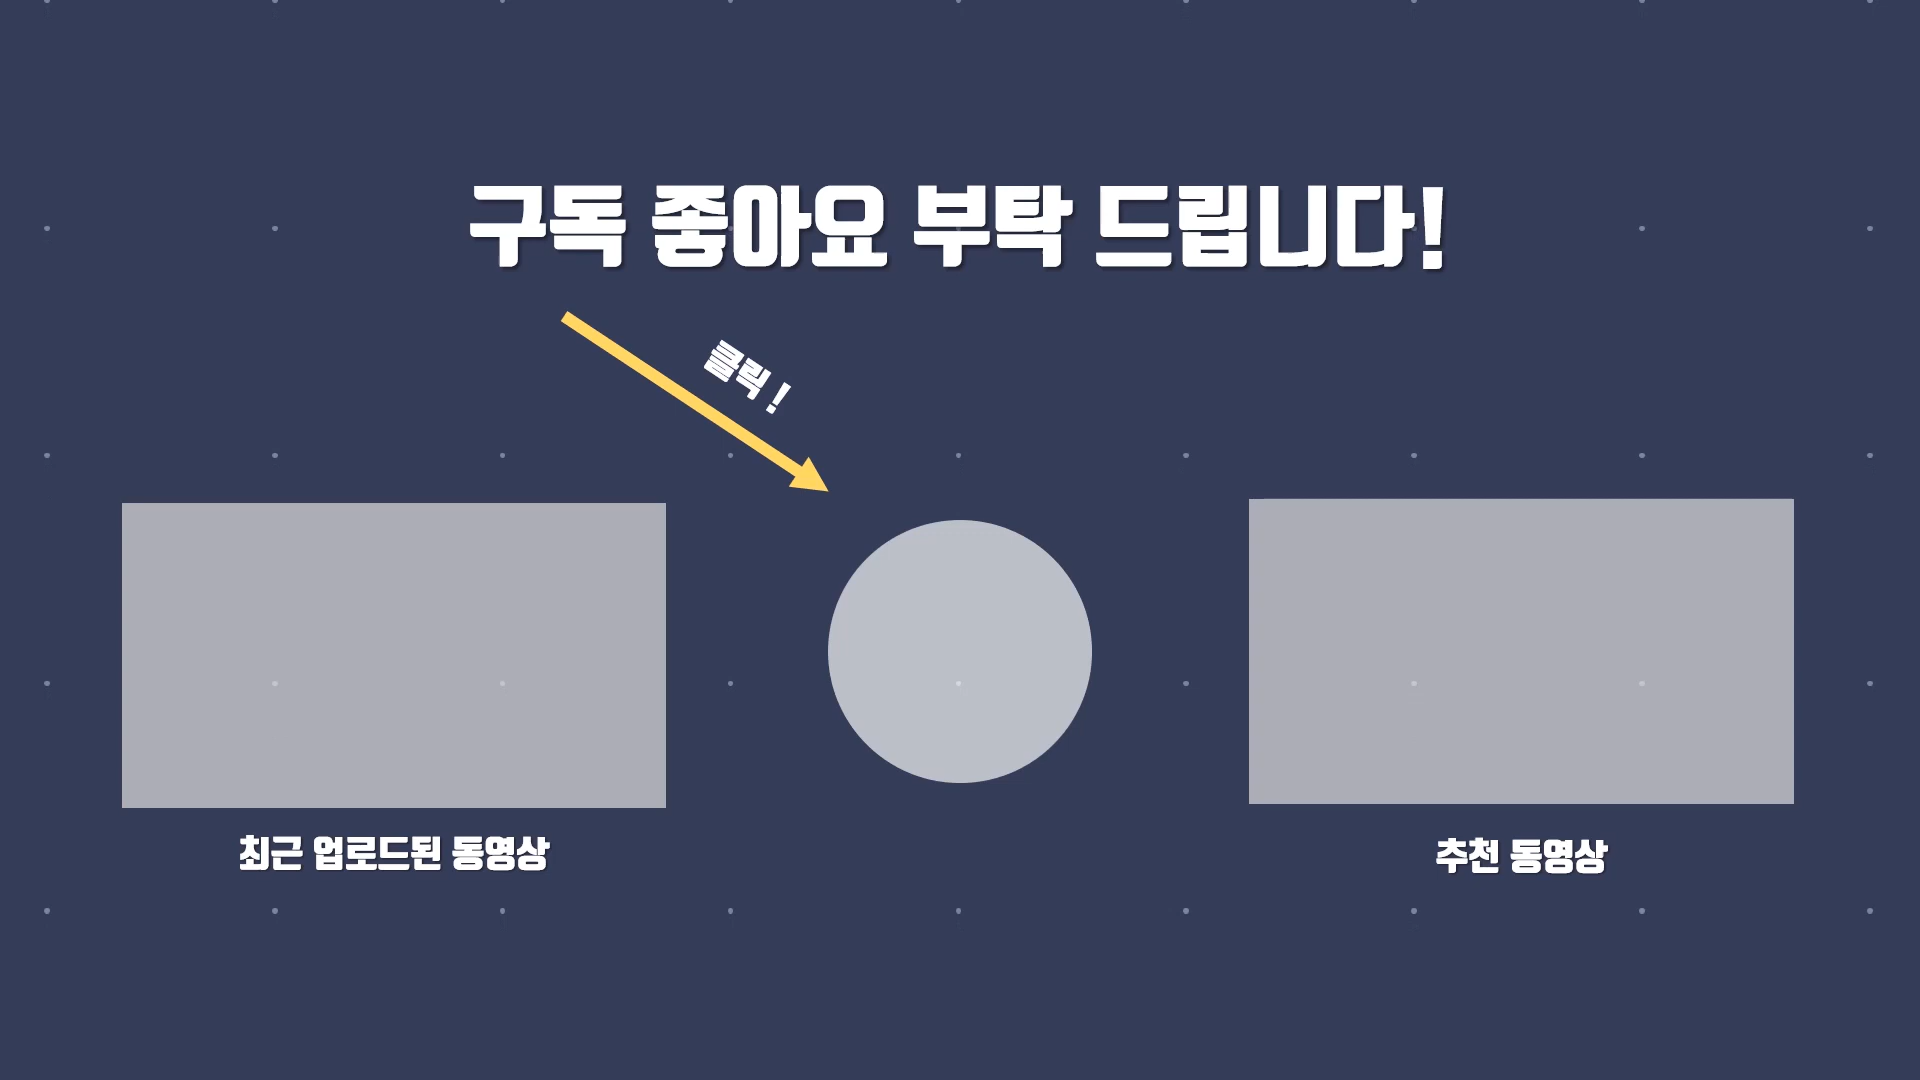 구독 좋아요 부탁 드립니다!
클릭 !
최근 업로드된 동영상
추천 동영상